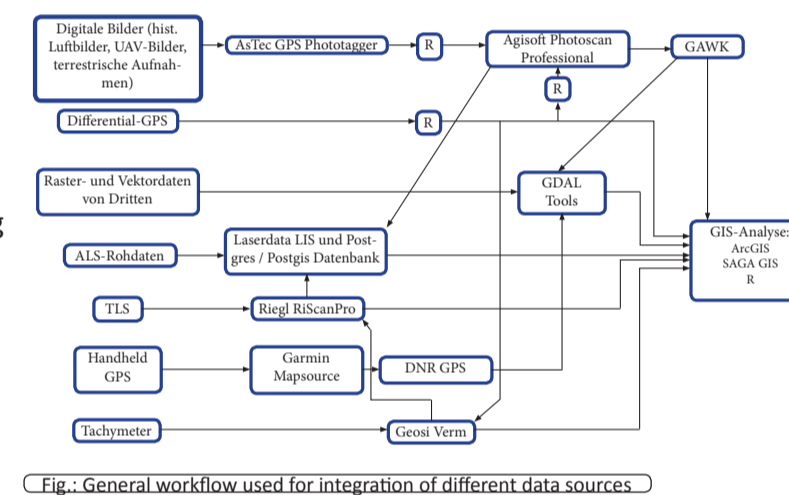 Digitale Bilder (hist.
Luftbilder, UAV-Bilder,
terrestrische Aufnah-
men)
AsTec GPS Phototagger
R
Agisoft Photoscan
Professional
GAWK
R
Differential-GPS
R
Raster- und Vektordaten
von Dritten
GDAL
Tools
Laserdata LIS und Post-
gres / Postgis Datenbank
ALS-Rohdaten
GIS-Analyse:
ArcGIS
SAGA GIS
R
TLS
Riegl RiScanPro
Handheld
GPS
Garmin
Mapsource
DNR GPS
Tachymeter
Geosi Verm
Fig.: General workflow used for integration of different data sources